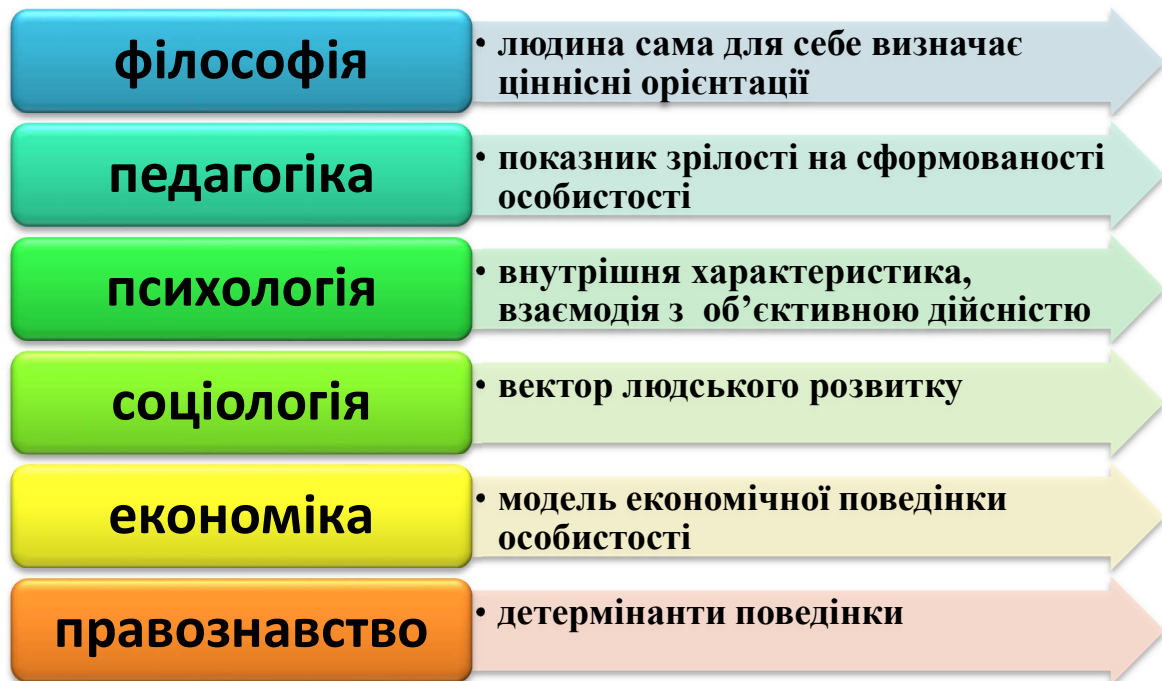 філософія
• людина сама для себе визначає
ціннісні орієнтації
педагогіка
• показник зрілості на сформованості
особистості
психологія
• внутрішня характеристика,
взаємодія з об’єктивною дійсністю
соціологія
• вектор людського розвитку
економіка
• модель економічної поведінки
особистості
правознавство
• детермінанти поведінки